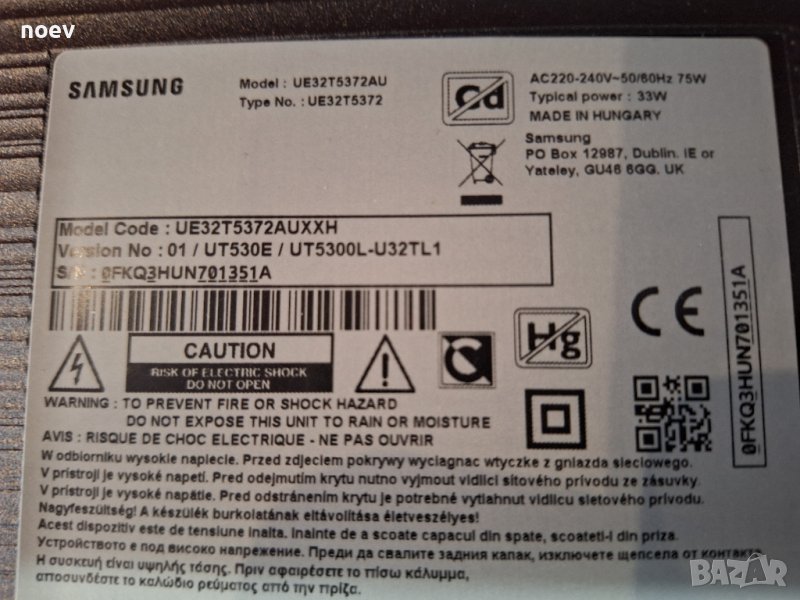 noev
SAMSUNG
Model : UE32T5372AU
Type No. : UE32T5372
Cd
AC220-240V~50/60Hz 75W
Typical power : 33W
MADE IN HUNGARY
Samsung
PO Box 12987, Dublin. IE or
Yateley, GU46 6GG. UK
Model Code : UE32T5372AUXXH
Version No : 01 / UT530E / UT5300L-U32TL1
S/N : 0FKQ3HUN701351A
CE
0FKQ3HUN701351A
Hg
CAUTION
RISK OF ELECTRIC SHOCK
DO NOT OPEN
WARNING : TO PREVENT FIRE OR SHOCK HAZARD
DO NOT EXPOSE THIS UNIT TO RAIN OR MOISTURE
AVIS : RISQUE DE CHOC ELECTRIQUE - NE PAS OUVRIR
W odbiorniku wysokie napiecie. Przed zdjeciem pokrywy wyciagnac wtyczke z gniazda sieciowego.
V prístroji je vysoké napetí. Pred odejmutím krytu nutno vyjmout vidlici sítového prívodu ze zásuvky.
V prístroji je vysoké napätie. Pred odstránením krytu je potrebné vytiahnut vidlicu sietového prívodu.
Nagyfeszültség! A készülék burkolatának eltávolítása életveszélyes!
Acest dispozitiv este de tensiune inalta. Inainte de a scoate capacul din spate, scoateti-l din priza.
Устройството е под високо напрежение. Преди да свалите задния капак, изключете щепсела от контакта.
Η συσκευή είναι υψηλής τάσης. Πριν αφαιρέσετε το πίσω κάλυμμα,
αποσυνδέστε το καλώδιο ρεύματος από την πρίζα.
BAZAR